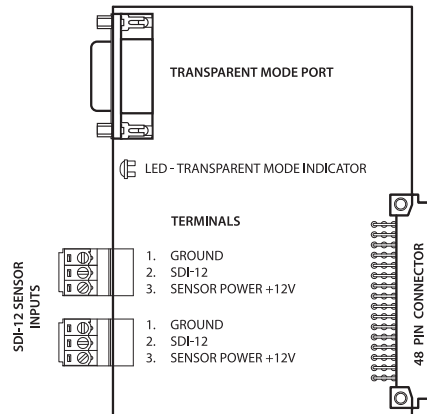 TRANSPARENT MODE PORT
LED - TRANSPARENT MODE INDICATOR
TERMINALS
SDI-12 SENSOR
INPUTS
1. GROUND
2. SDI-12
3. SENSOR POWER +12V
1. GROUND
2. SDI-12
3. SENSOR POWER +12V
48 PIN CONNECTOR